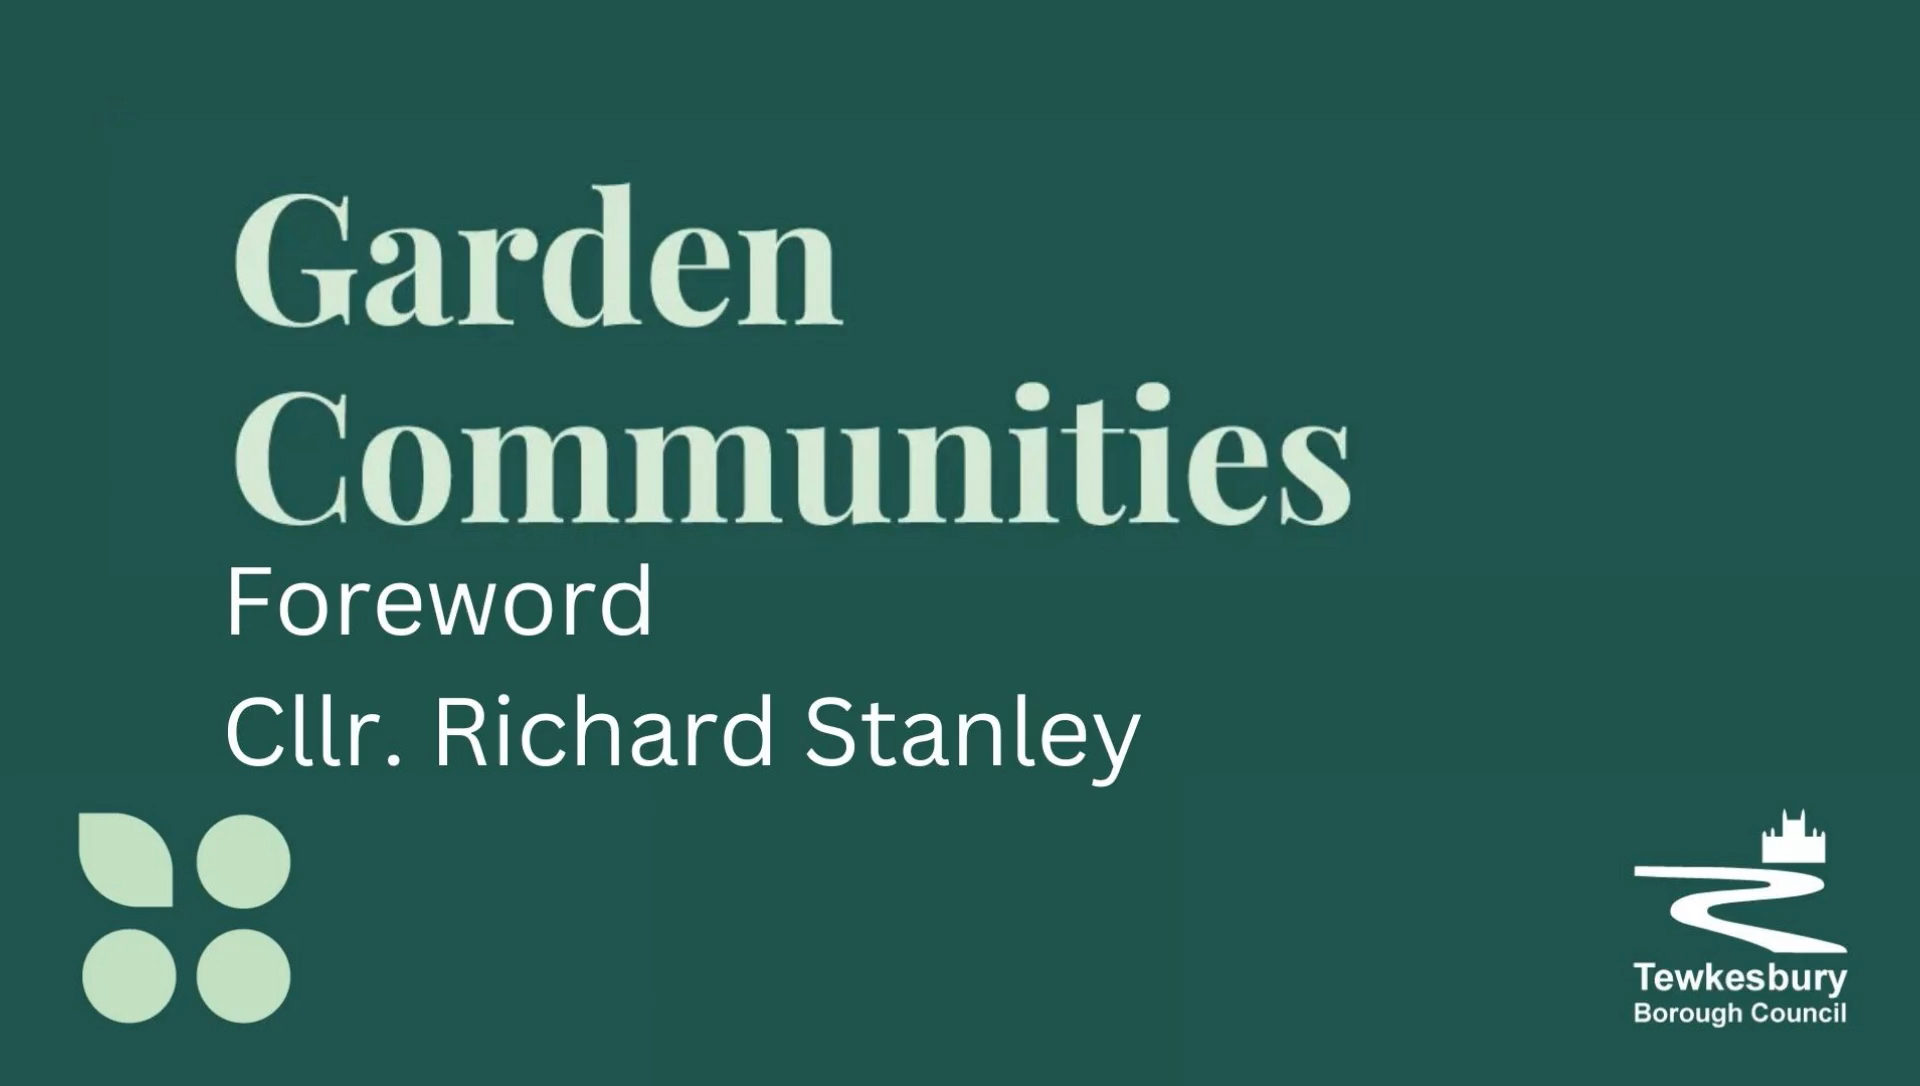 Garden
Communities
Foreword
Cllr. Richard Stanley
Tewkesbury
Borough Council